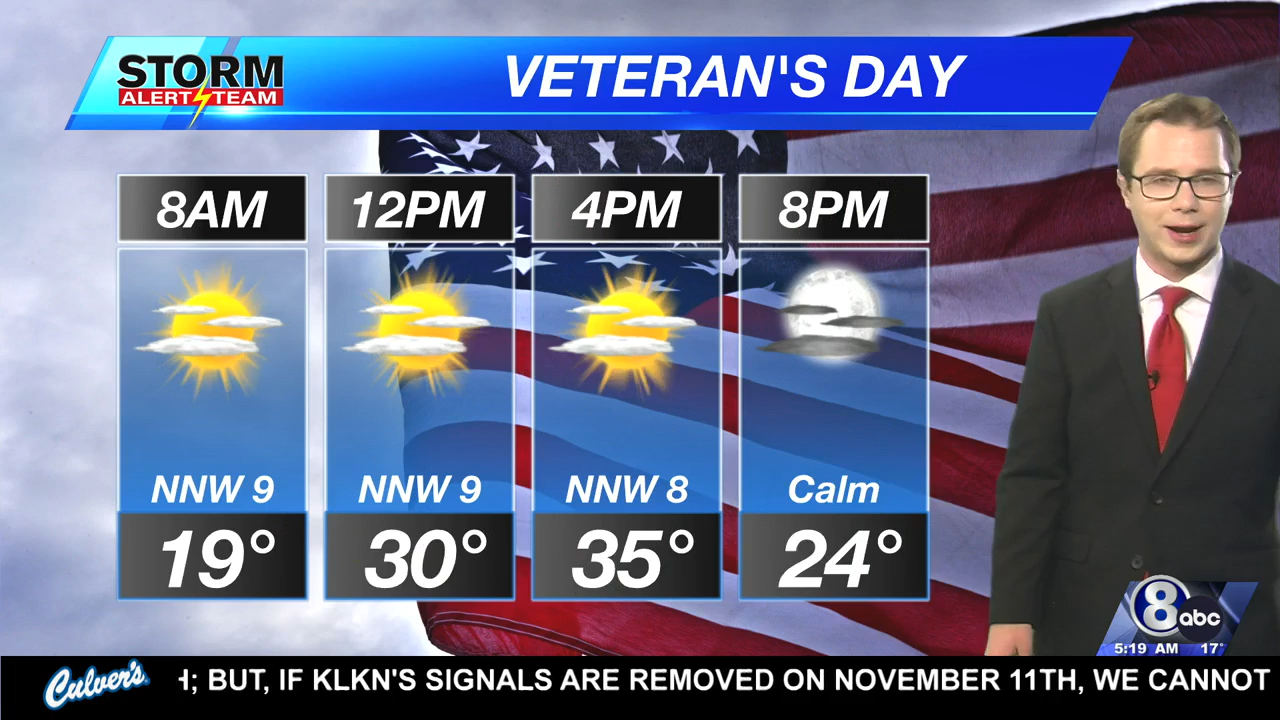 STORM
ALERT TEAM
VETERAN'S DAY
8AM
12PM
4PM
8PM
NNW 9
NNW 9
NNW 8
Calm
19°
30°
35°
24°
8 abc
5:19 AM 17°
Culver's
; BUT, IF KLKN'S SIGNALS ARE REMOVED ON NOVEMBER 11TH, WE CANNOT